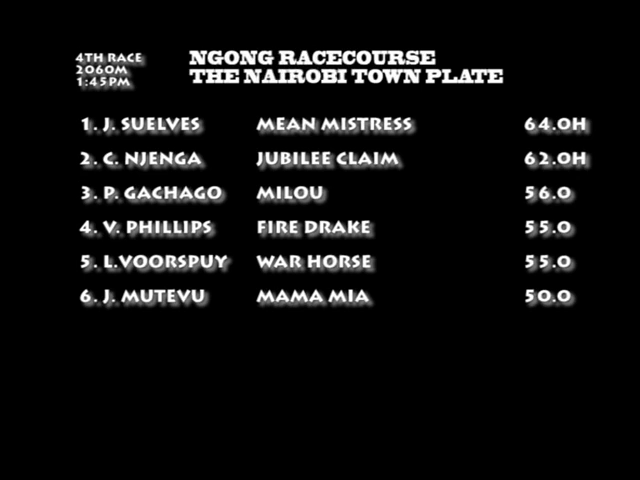 4TH RACE
2060M
1:45PM
NGONG RACECOURSE
THE NAIROBI TOWN PLATE
1. J. SUELVES MEAN MISTRESS 64.0H
2. C. NJENGA JUBILEE CLAIM 62.0H
3. P. GACHAGO MILOU 56.0
4. V. PHILLIPS FIRE DRAKE 55.0
5. L.VOORSPUY WAR HORSE 55.0
6. J. MUTEVU MAMA MIA 50.0